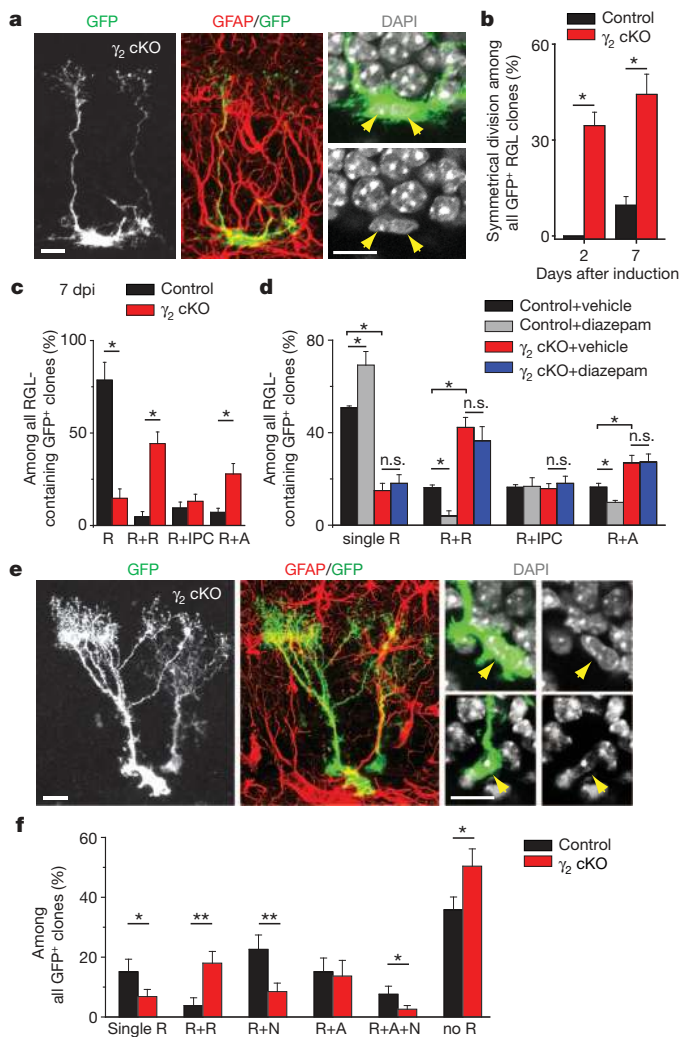 a
GFP
GFAP/GFP
DAPI
γ2 cKO
b
Control
γ2 cKO
Symmetrical division among
all GFP+ RGL clones (%)
60
30
0
*
*
2
7
Days after induction
c
7 dpi
Control
γ2 cKO
Among all RGL-
containing GFP+ clones (%)
75
50
25
0
*
*
*
R
R+R
R+IPC
R+A
d
Control+vehicle
Control+diazepam
γ2 cKO+vehicle
γ2 cKO+diazepam
Among all RGL-
containing GFP+ clones (%)
80
40
0
*
*
n.s.
*
*
n.s.
n.s.
*
*
n.s.
single R
R+R
R+IPC
R+A
e
GFP
GFAP/GFP
DAPI
γ2 cKO
f
Control
γ2 cKO
Among
all GFP+ clones (%)
60
40
20
0
*
**
**
*
*
Single R
R+R
R+N
R+A
R+A+N
no R